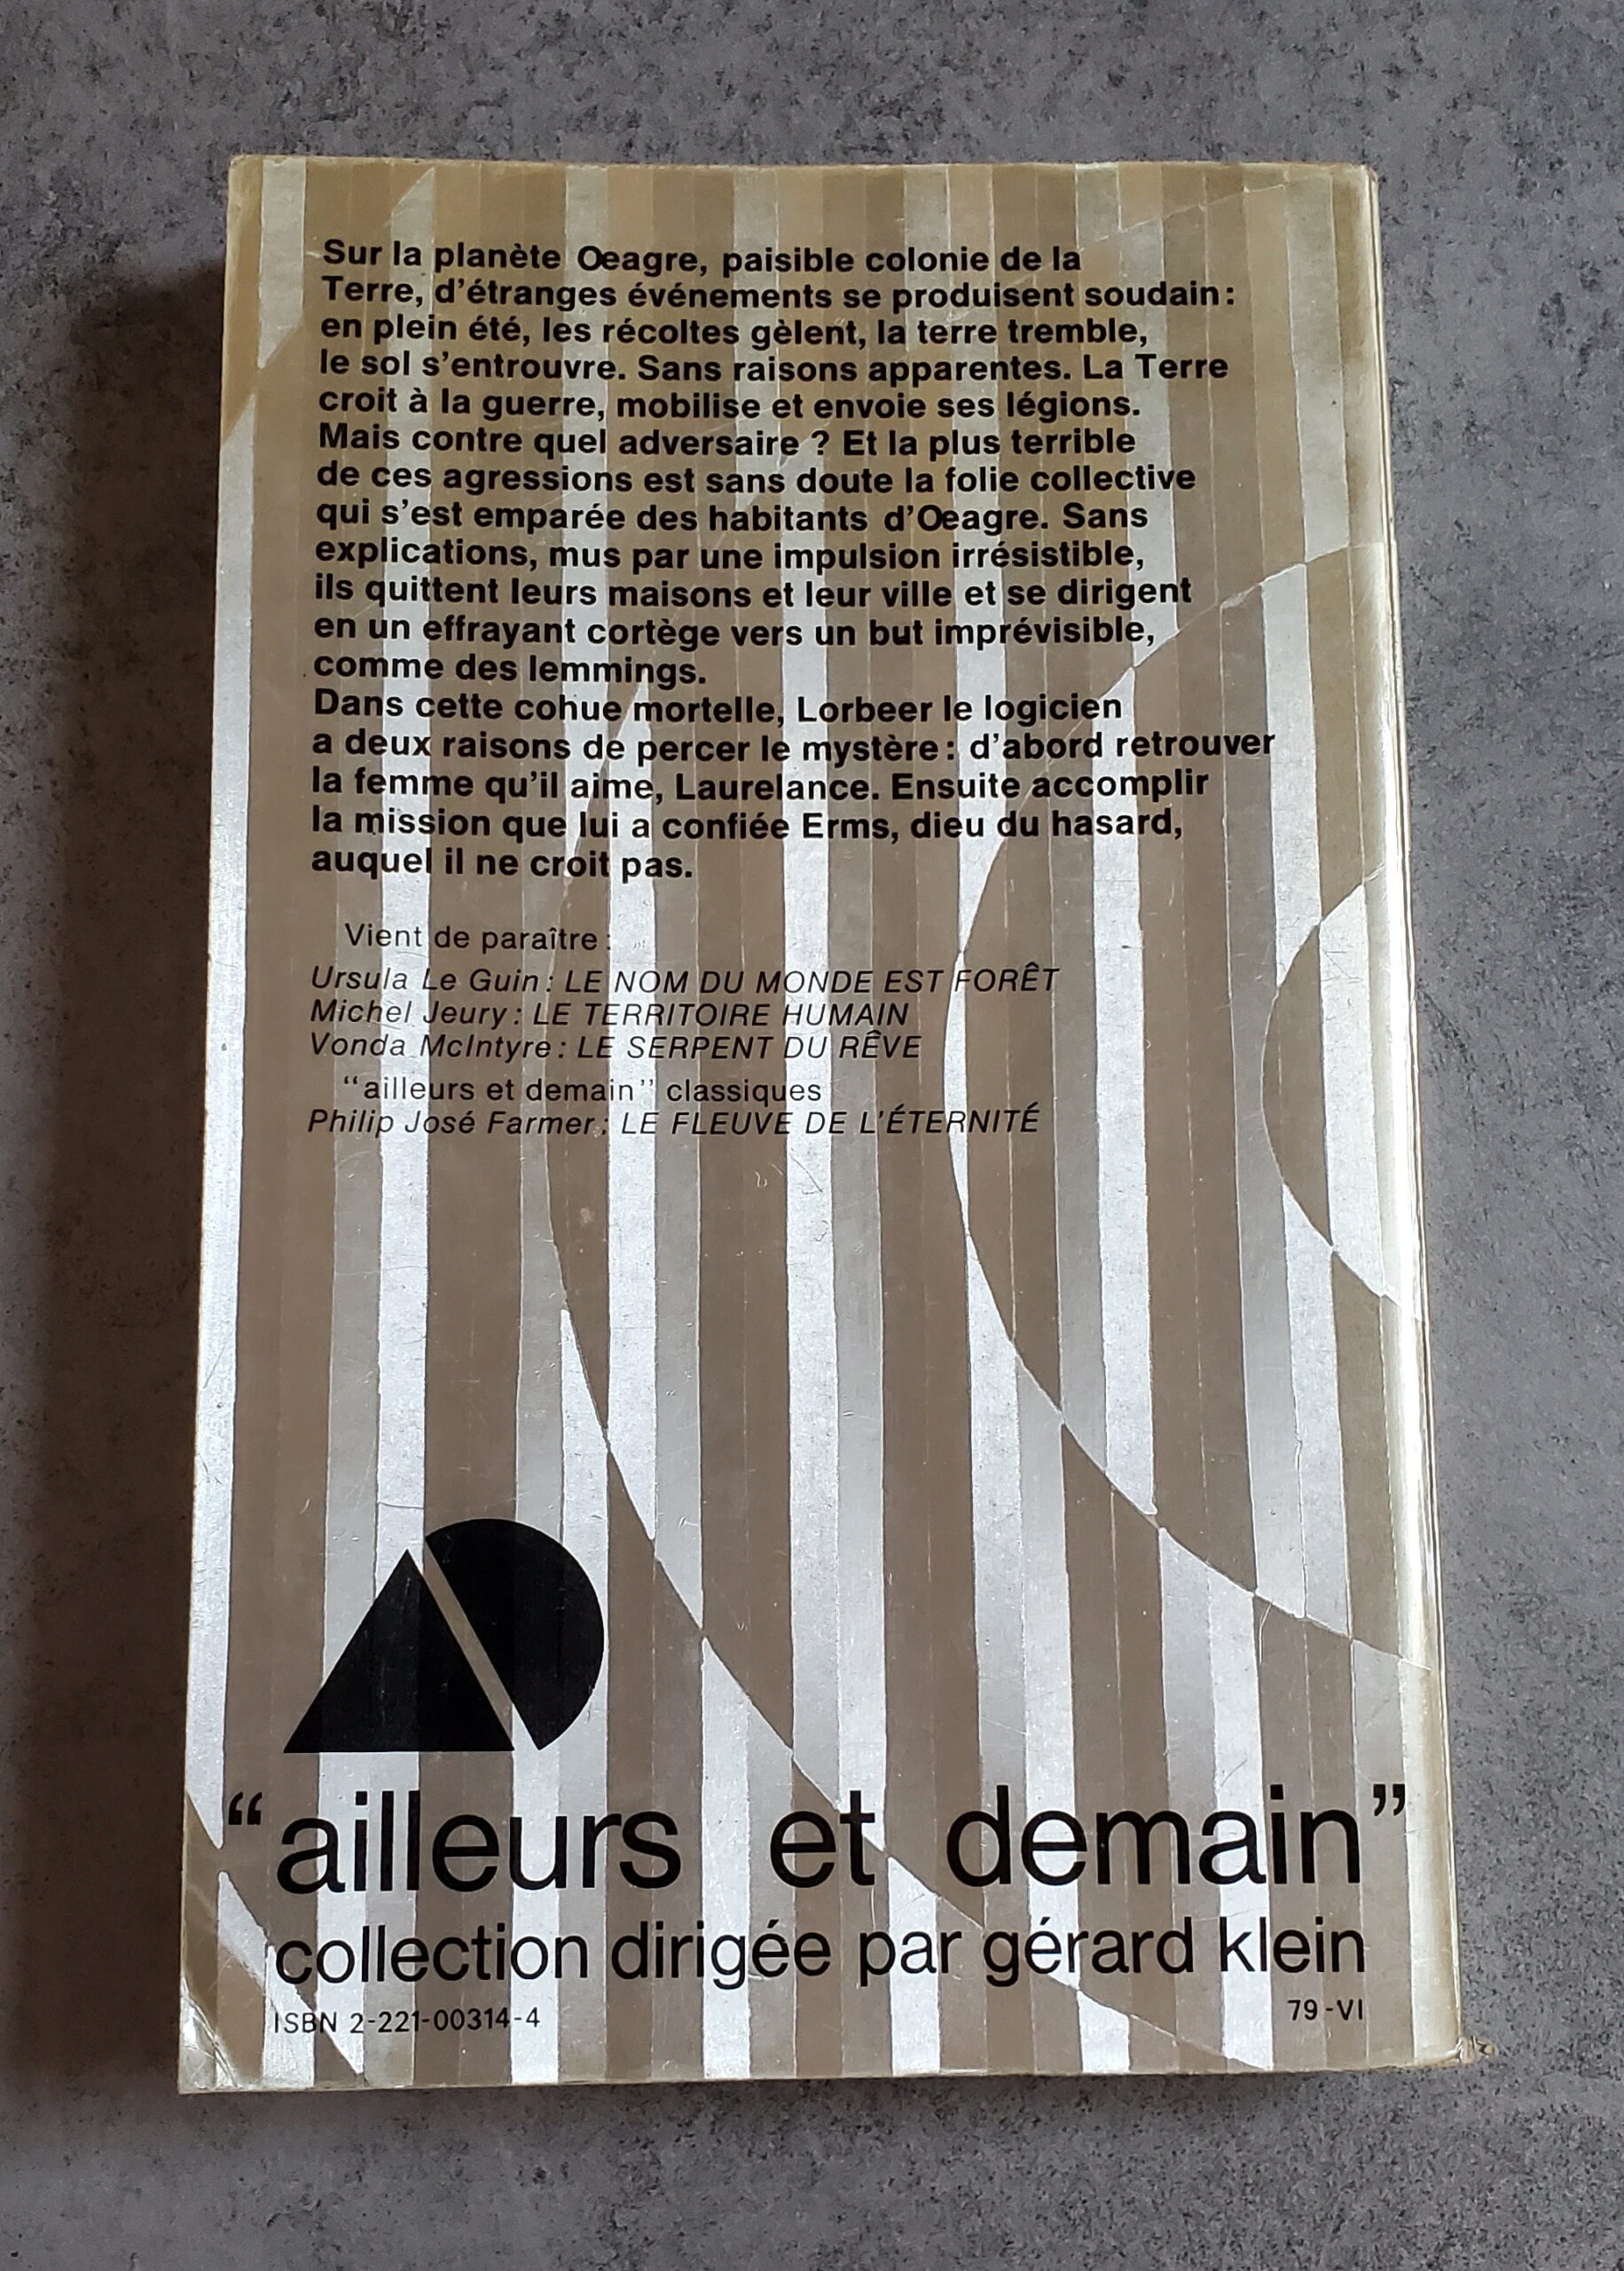 Sur la planète Œagre, paisible colonie de la
Terre, d'étranges événements se produisent soudain:
en plein été, les récoltes gèlent, la terre tremble,
le sol s'entrouvre. Sans raisons apparentes. La Terre
croit à la guerre, mobilise et envoie ses légions.
Mais contre quel adversaire ? Et la plus terrible
de ces agressions est sans doute la folie collective
qui s'est emparée des habitants d'Œagre. Sans
explications, mus par une impulsion irrésistible,
ils quittent leurs maisons et leur ville et se dirigent
en un effrayant cortège vers un but imprévisible,
comme des lemmings.
Dans cette cohue mortelle, Lorbeer le logicien
a deux raisons de percer le mystère: d'abord retrouver
la femme qu'il aime, Laurelance. Ensuite accomplir
la mission que lui a confiée Erms, dieu du hasard,
auquel il ne croit pas.
Vient de paraître:
Ursula Le Guin: LE NOM DU MONDE EST FORÊT
Michel Jeury: LE TERRITOIRE HUMAIN
Vonda McIntyre: LE SERPENT DU RÊVE
“ailleurs et demain” classiques
Philip José Farmer: LE FLEUVE DE L'ÉTERNITÉ
“ailleurs et demain”
collection dirigée par gérard klein
ISBN 2-221-00314-4
79-VI